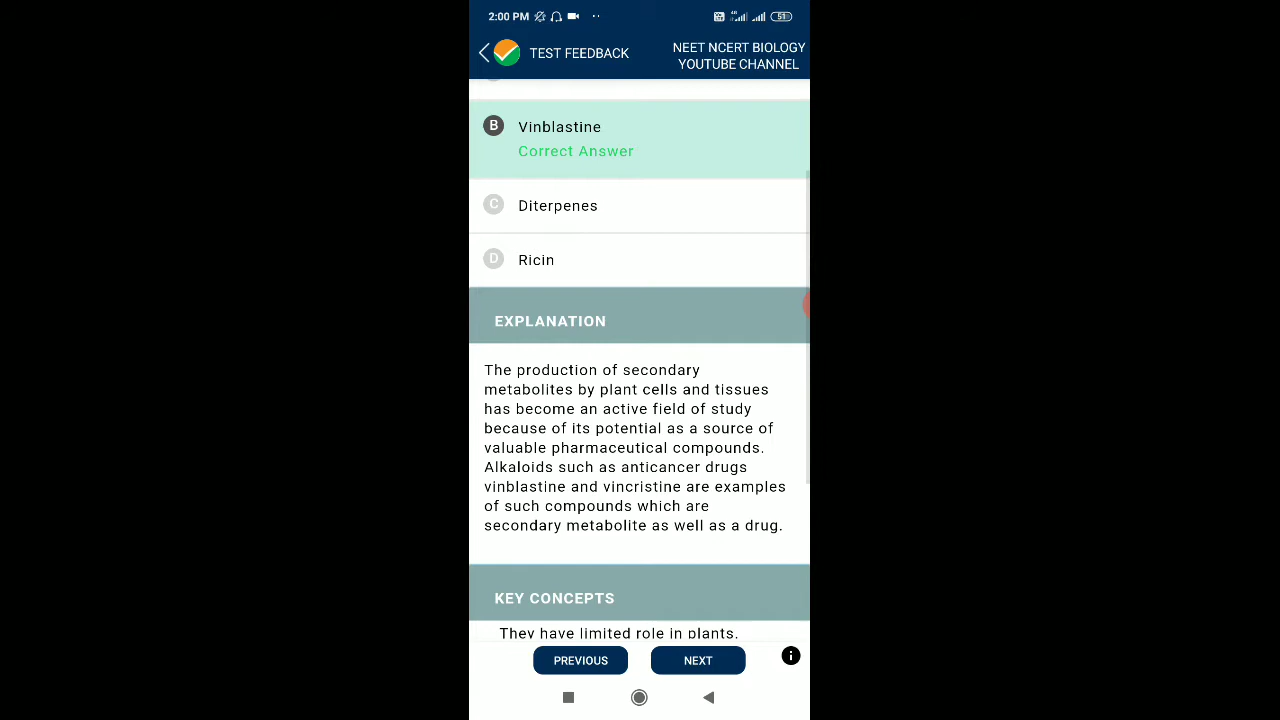 2:00 PM 4G 51
TEST FEEDBACK
NEET NCERT BIOLOGY
YOUTUBE CHANNEL
B Vinblastine
Correct Answer
C Diterpenes
D Ricin
EXPLANATION
The production of secondary
metabolites by plant cells and tissues
has become an active field of study
because of its potential as a source of
valuable pharmaceutical compounds.
Alkaloids such as anticancer drugs
vinblastine and vincristine are examples
of such compounds which are
secondary metabolite as well as a drug.
KEY CONCEPTS
They have limited role in plants.
PREVIOUS NEXT i